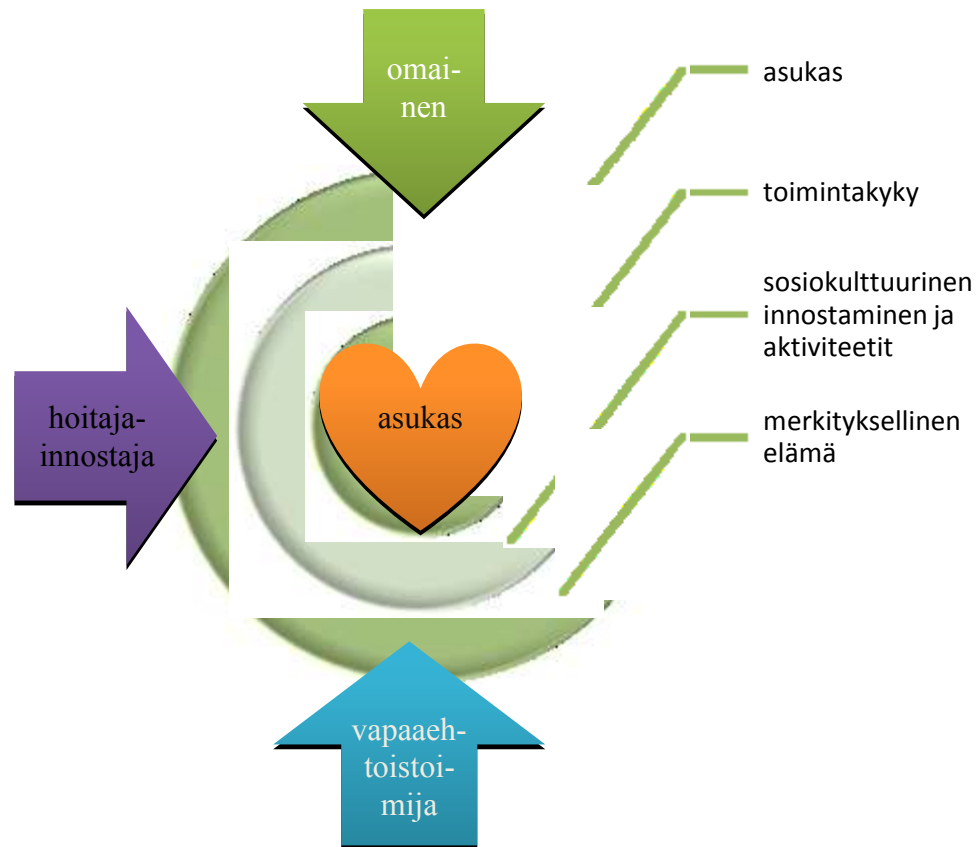 omai-
nen
asukas
toimintakyky
sosiokulttuurinen
innostaminen ja
aktiviteetit
hoitaja-
innostaja
asukas
merkityksellinen
elämä
vapaaeh-
toistoi-
mija